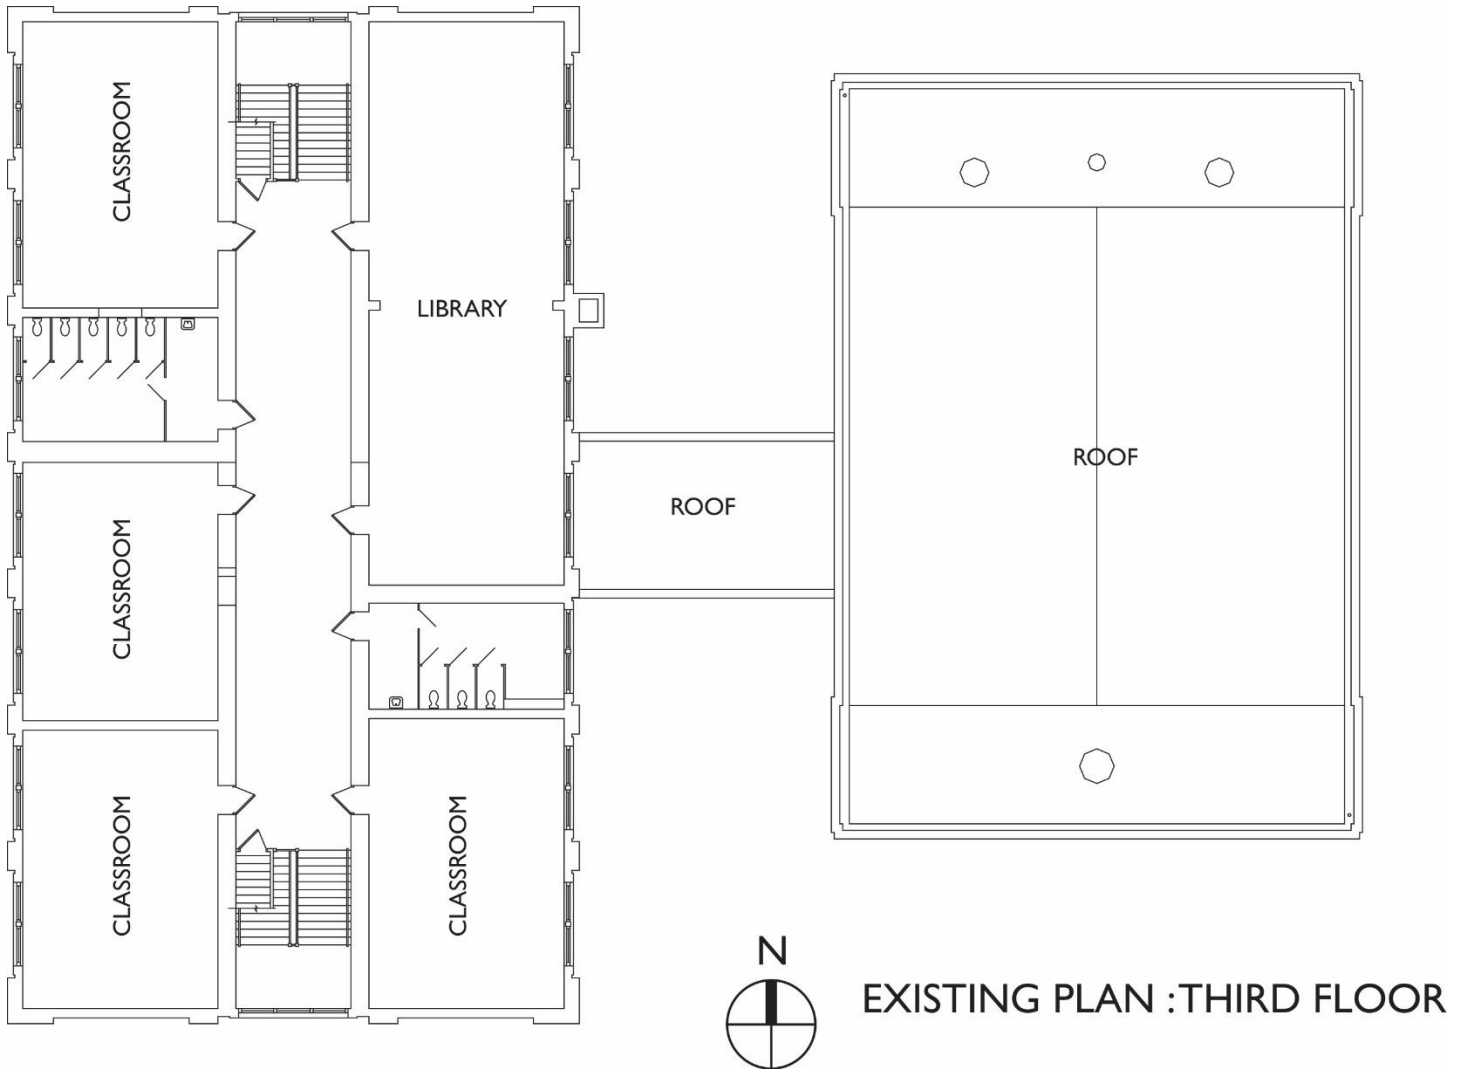 CLASSROOM
LIBRARY
ROOF
ROOF
CLASSROOM
CLASSROOM
CLASSROOM
N
EXISTING PLAN : THIRD FLOOR